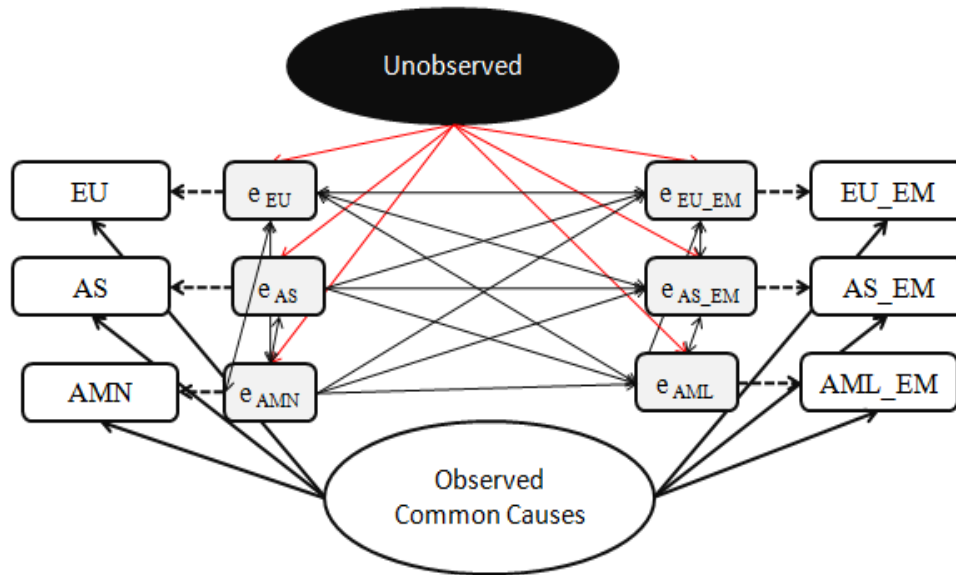 Unobserved
EU
e EU
e EU_EM
EU_EM
AS
e AS
e AS_EM
AS_EM
AMN
e AMN
e AML
AML_EM
Observed
Common Causes